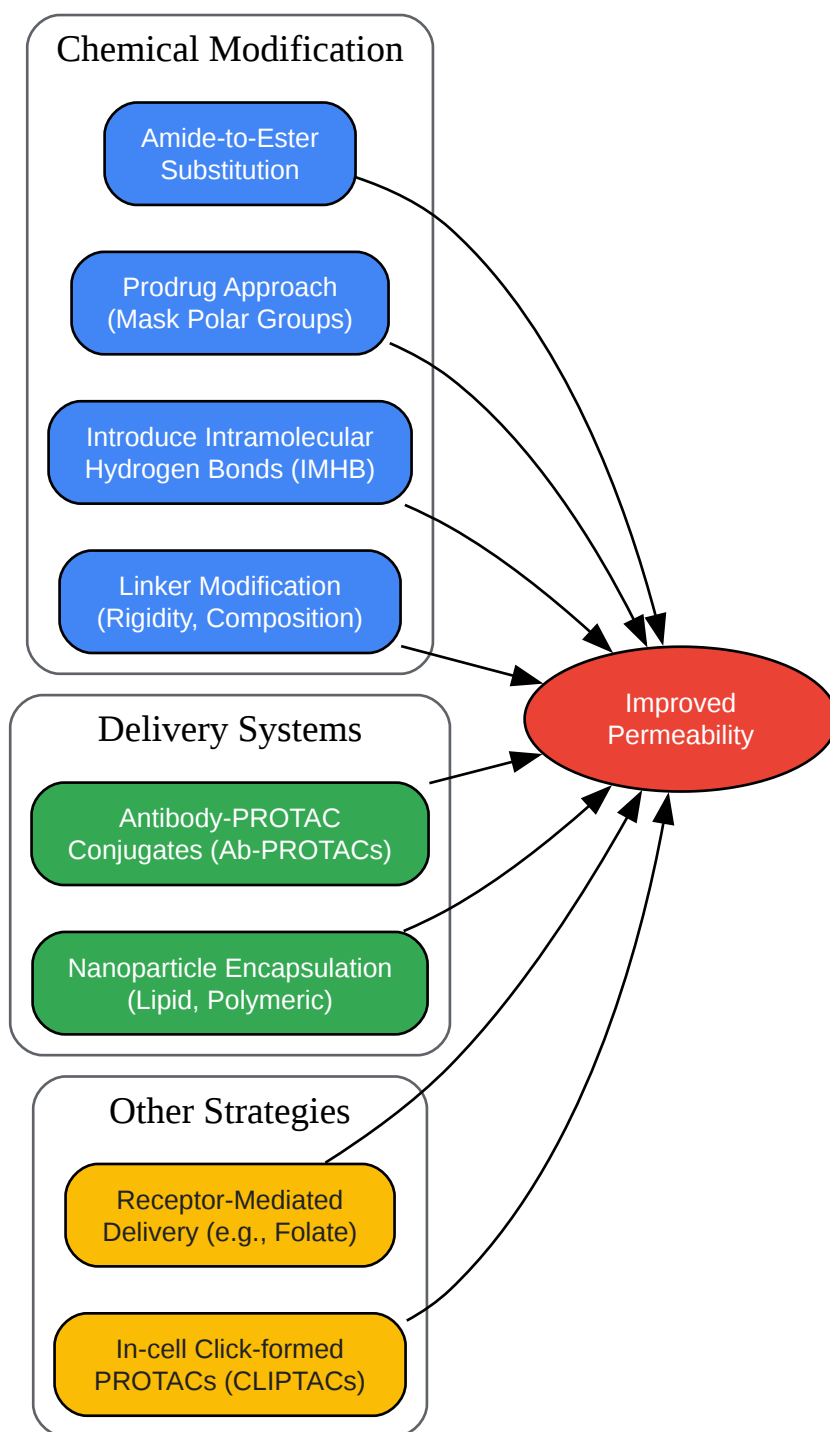 Chemical Modification
Amide-to-Ester
Substitution
Prodrug Approach
(Mask Polar Groups)
Introduce Intramolecular
Hydrogen Bonds (IMHB)
Linker Modification
(Rigidity, Composition)
Improved
Permeability
Delivery Systems
Antibody-PROTAC
Conjugates (Ab-PROTACs)
Nanoparticle Encapsulation
(Lipid, Polymeric)
Other Strategies
Receptor-Mediated
Delivery (e.g., Folate)
In-cell Click-formed
PROTACs (CLIPTACs)